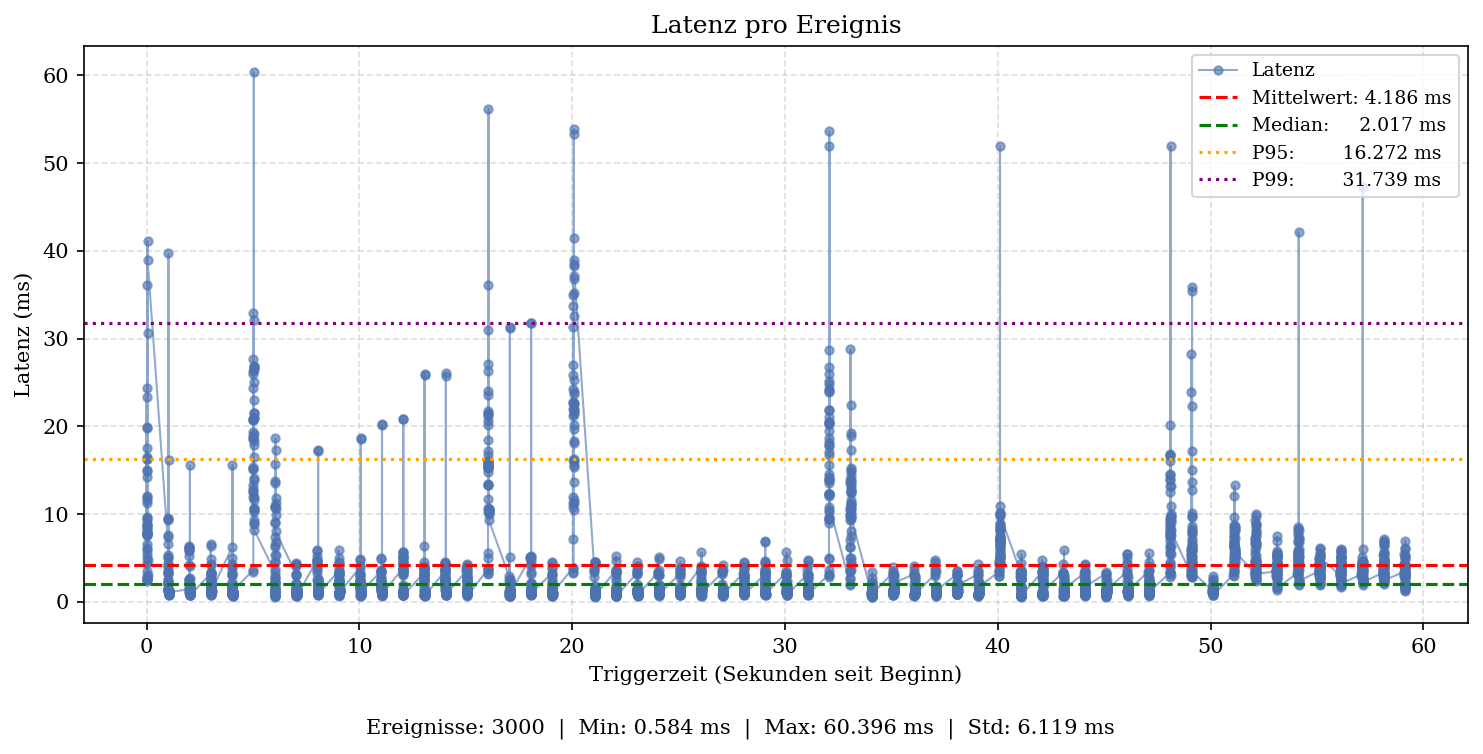 Latenz pro Ereignis
Latenz (ms)
60
50
40
30
20
10
0
Latenz
Mittelwert: 4.186 ms
Median: 2.017 ms
P95: 16.272 ms
P99: 31.739 ms
0 10 20 30 40 50 60
Triggerzeit (Sekunden seit Beginn)
Ereignisse: 3000 | Min: 0.584 ms | Max: 60.396 ms | Std: 6.119 ms